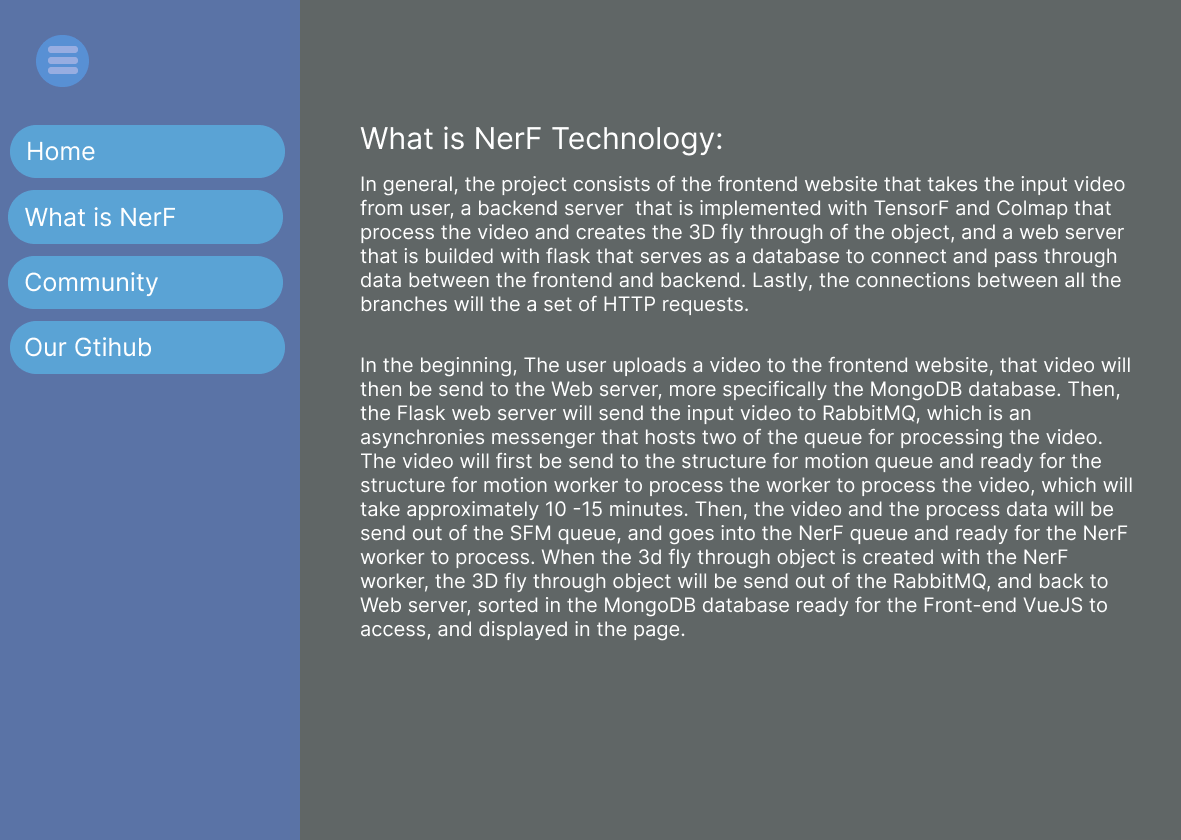 Home
What is NerF
Community
Our Gtihub
What is NerF Technology:
In general, the project consists of the frontend website that takes the input video
from user, a backend server  that is implemented with TensorF and Colmap that
process the video and creates the 3D fly through of the object, and a web server
that is builded with flask that serves as a database to connect and pass through
data between the frontend and backend. Lastly, the connections between all the
branches will the a set of HTTP requests.
In the beginning, The user uploads a video to the frontend website, that video will
then be send to the Web server, more specifically the MongoDB database. Then,
the Flask web server will send the input video to RabbitMQ, which is an
asynchronies messenger that hosts two of the queue for processing the video.
The video will first be send to the structure for motion queue and ready for the
structure for motion worker to process the worker to process the video, which will
take approximately 10 -15 minutes. Then, the video and the process data will be
send out of the SFM queue, and goes into the NerF queue and ready for the NerF
worker to process. When the 3d fly through object is created with the NerF
worker, the 3D fly through object will be send out of the RabbitMQ, and back to
Web server, sorted in the MongoDB database ready for the Front-end VueJS to
access, and displayed in the page.